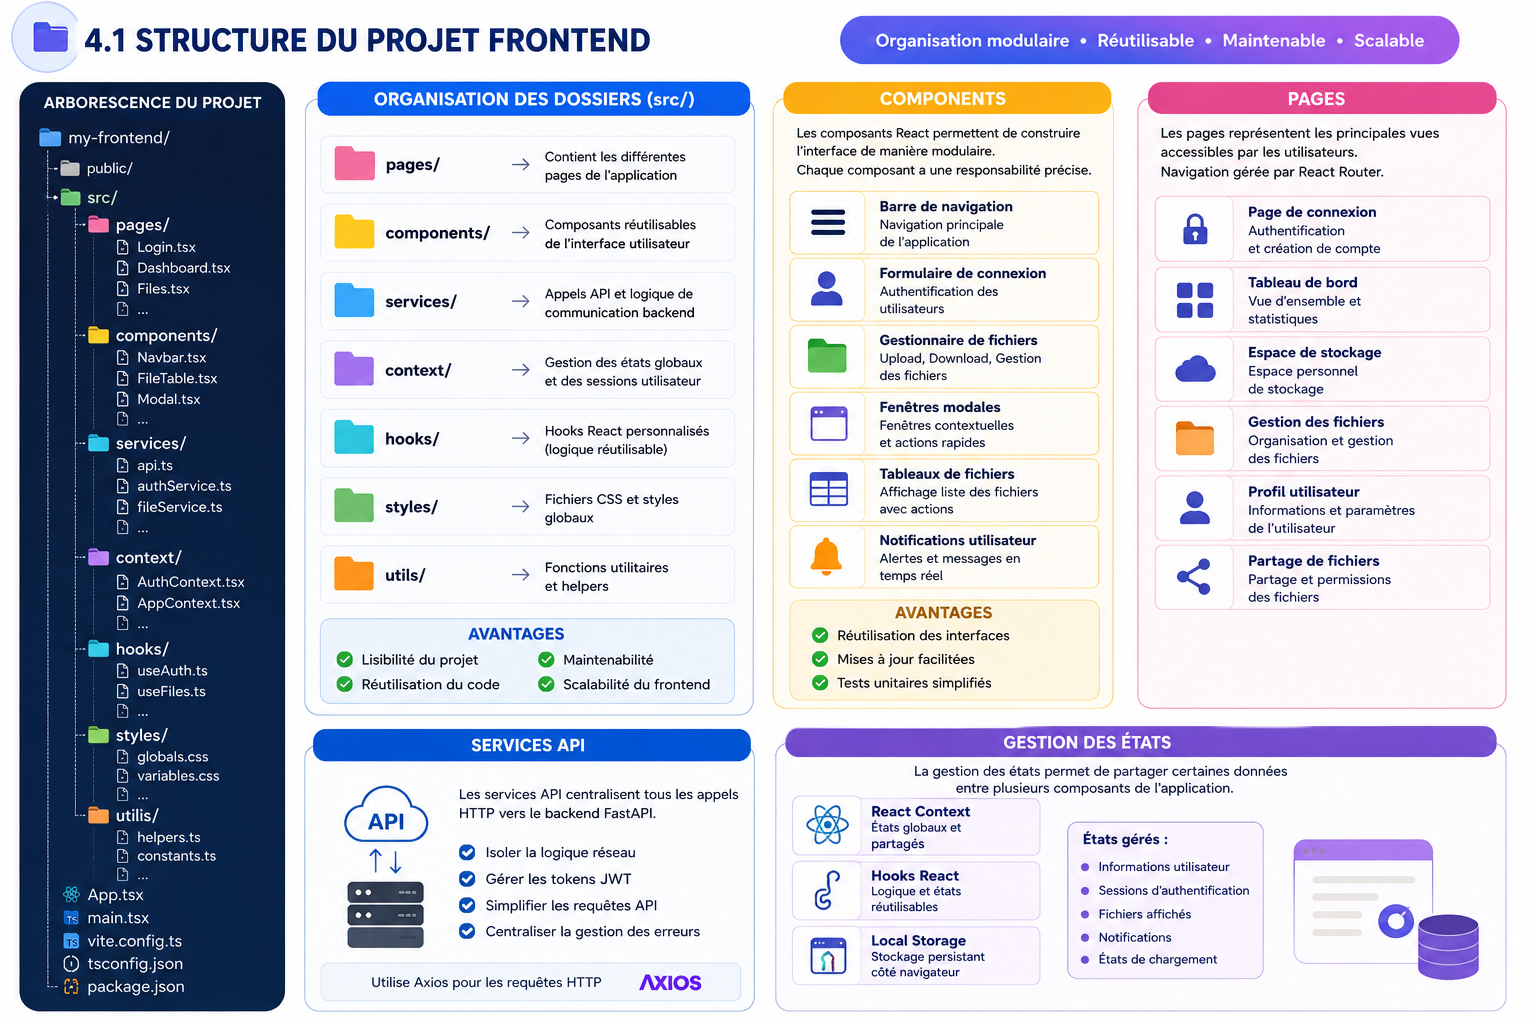 4.1 STRUCTURE DU PROJET FRONTEND
Organisation modulaire • Réutilisable • Maintenable • Scalable
ARBORESCENCE DU PROJET
my-frontend/
public/
src/
pages/
Login.tsx
Dashboard.tsx
Files.tsx
...
components/
Navbar.tsx
FileTable.tsx
Modal.tsx
...
services/
api.ts
authService.ts
fileService.ts
...
context/
AuthContext.tsx
AppContext.tsx
...
hooks/
useAuth.ts
useFiles.ts
...
styles/
globals.css
variables.css
...
utils/
helpers.ts
constants.ts
...
App.tsx
TS main.tsx
TS vite.config.ts
tsconfig.json
package.json
ORGANISATION DES DOSSIERS (src/)
pages/ → Contient les différentes
pages de l'application
components/ → Composants réutilisables
de l'interface utilisateur
services/ → Appels API et logique de
communication backend
context/ → Gestion des états globaux
et des sessions utilisateur
hooks/ → Hooks React personnalisés
(logique réutilisable)
styles/ → Fichiers CSS et styles
globaux
utils/ → Fonctions utilitaires
et helpers
AVANTAGES
Lisibilité du projet
Maintenabilité
Réutilisation du code
Scalabilité du frontend
COMPONENTS
Les composants React permettent de construire
l'interface de manière modulaire.
Chaque composant a une responsabilité précise.
Barre de navigation
Navigation principale
de l'application
Formulaire de connexion
Authentification des
utilisateurs
Gestionnaire de fichiers
Upload, Download, Gestion
des fichiers
Fenêtres modales
Fenêtres contextuelles
et actions rapides
Tableaux de fichiers
Affichage liste des fichiers
avec actions
Notifications utilisateur
Alertes et messages en
temps réel
AVANTAGES
Réutilisation des interfaces
Mises à jour facilitées
Tests unitaires simplifiés
PAGES
Les pages représentent les principales vues
accessibles par les utilisateurs.
Navigation gérée par React Router.
Page de connexion
Authentification
et création de compte
Tableau de bord
Vue d'ensemble et
statistiques
Espace de stockage
Espace personnel
de stockage
Gestion des fichiers
Organisation et gestion
des fichiers
Profil utilisateur
Informations et paramètres
de l'utilisateur
Partage de fichiers
Partage et permissions
des fichiers
SERVICES API
API
Les services API centralisent tous les appels
HTTP vers le backend FastAPI.
Isoler la logique réseau
Gérer les tokens JWT
Simplifier les requêtes API
Centraliser la gestion des erreurs
Utilise Axios pour les requêtes HTTP
AXIOS
GESTION DES ÉTATS
La gestion des états permet de partager certaines données
entre plusieurs composants de l'application.
React Context
États globaux et
partagés
Hooks React
Logique et états
réutilisables
Local Storage
Stockage persistant
côté navigateur
États gérés :
• Informations utilisateur
• Sessions d'authentification
• Fichiers affichés
• Notifications
• États de chargement